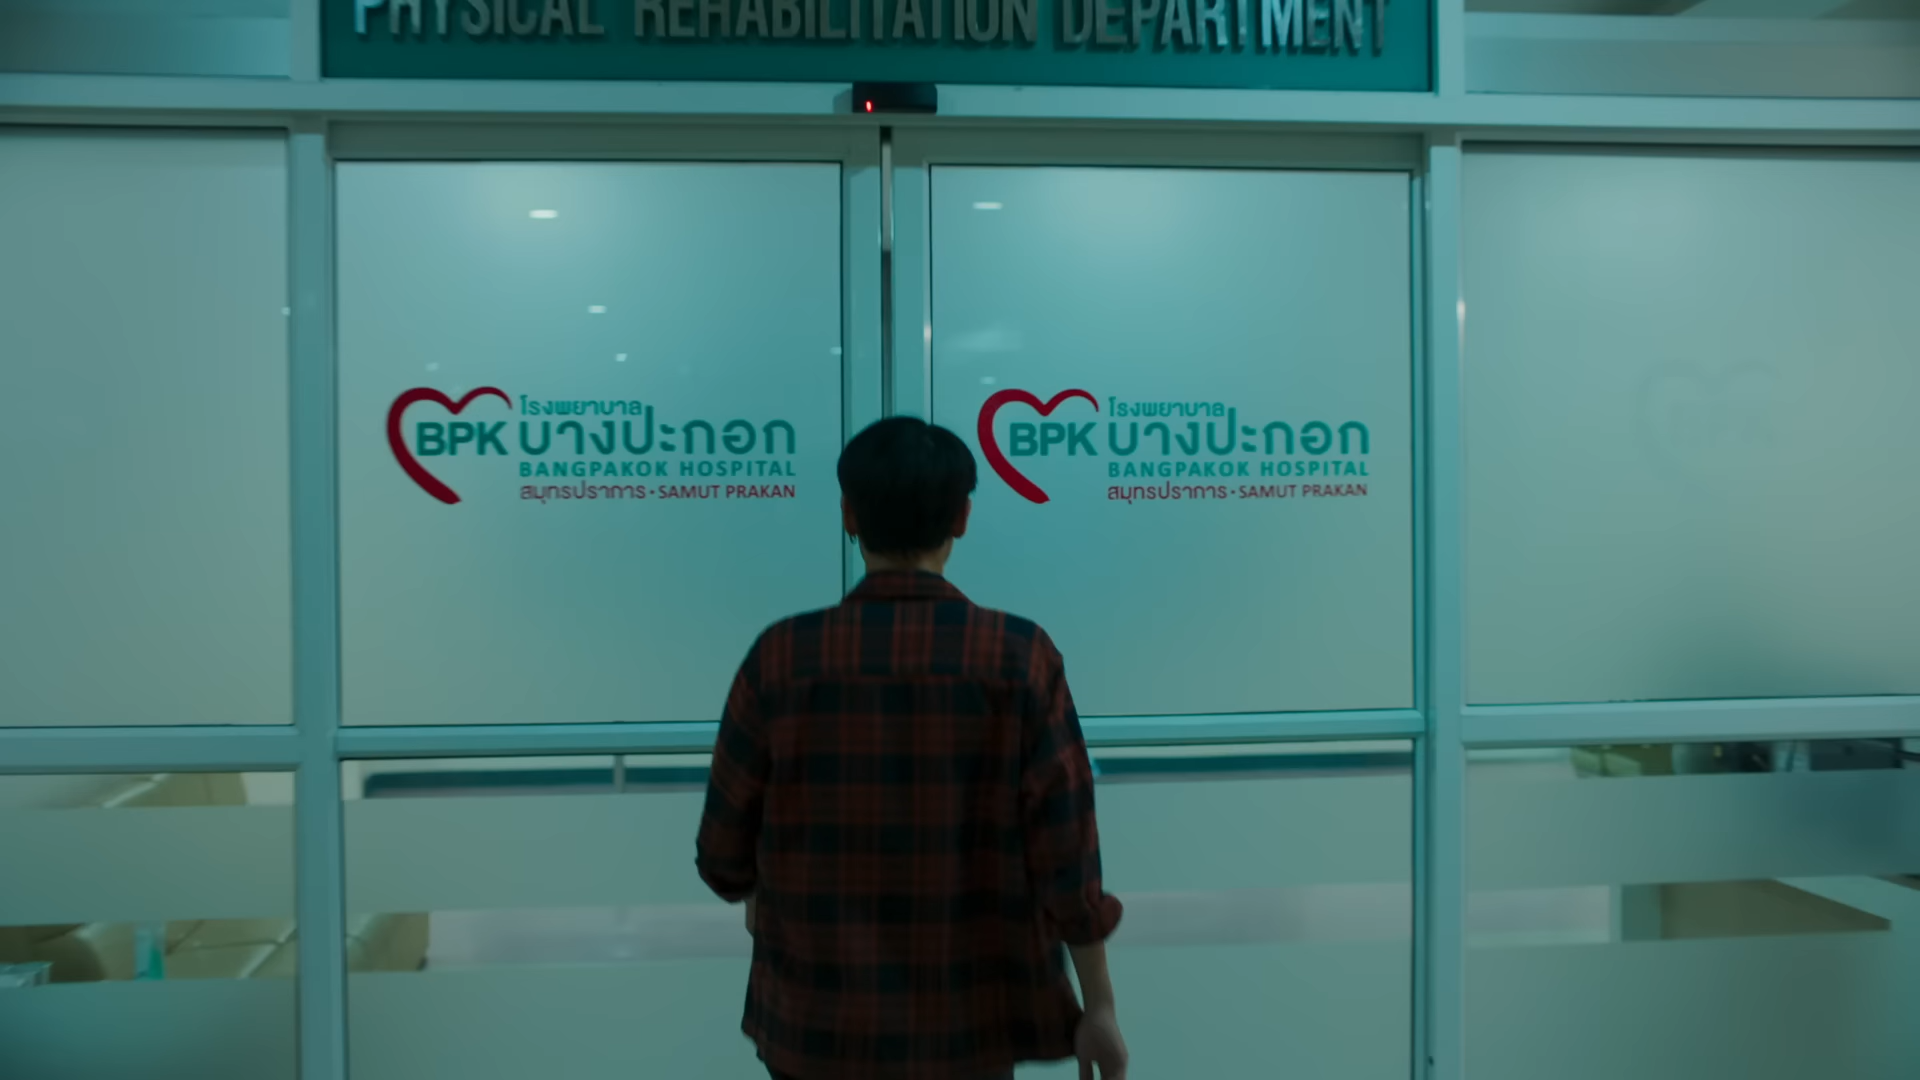 PHYSICAL REHABILITATION DEPARTMENT
โรงพยาบาล
BPK บางปะกอก
BANGPAKOK HOSPITAL
สมุทรปราการ • SAMUT PRAKAN
โรงพยาบาล
BPK บางปะกอก
BANGPAKOK HOSPITAL
สมุทรปราการ • SAMUT PRAKAN